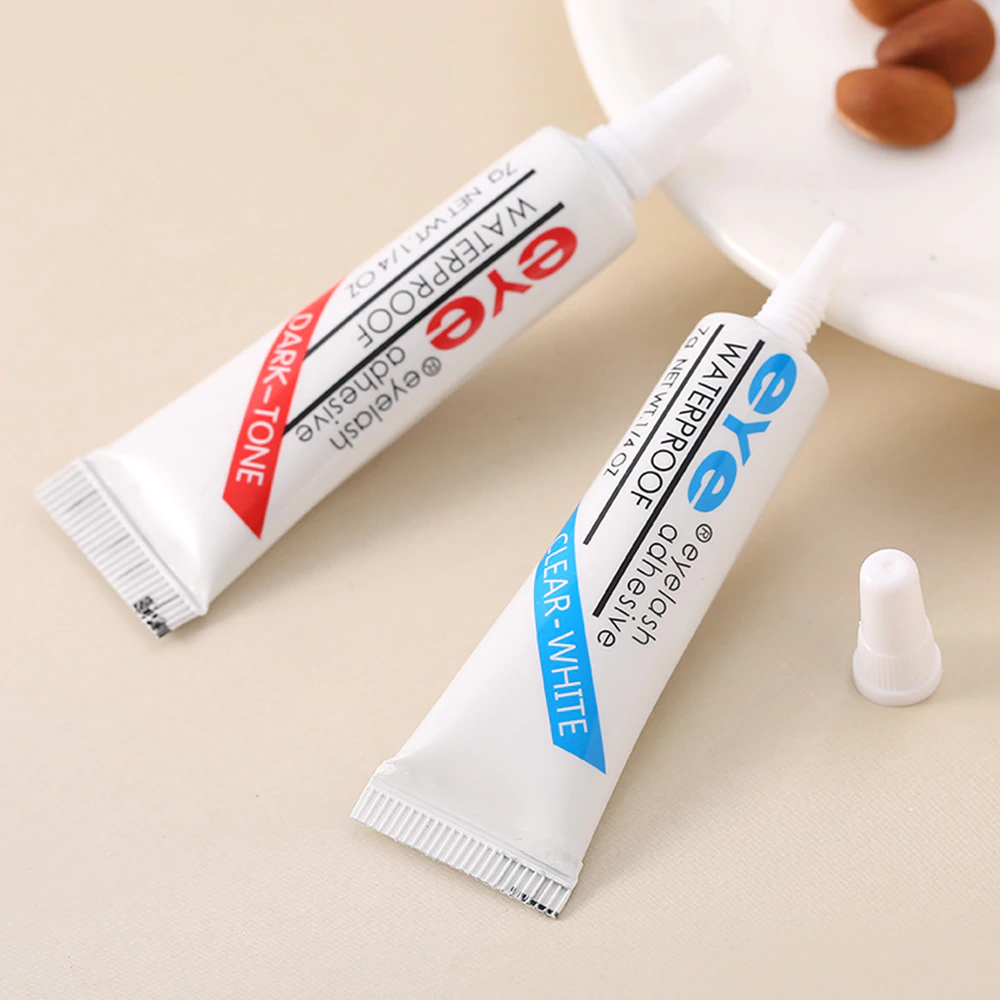 eye
® eyelash
adhesive
WATERPROOF
7g NET WT.1/4 OZ
DARK-TONE
eye
® eyelash
adhesive
WATERPROOF
7g NET WT.1/4 OZ
CLEAR-WHITE